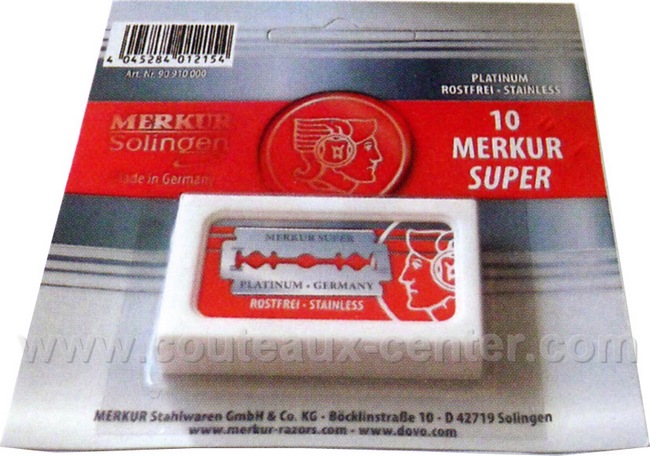 4 045284 012154
Art. Nr. 90 910 000
PLATINUM
ROSTFREI - STAINLESS
MERKUR
Solingen
Made in Germany
10
MERKUR
SUPER
MERKUR SUPER
PLATINUM - GERMANY
ROSTFREI - STAINLESS
www.couteaux-center.com
MERKUR Stahlwaren GmbH & Co. KG - Böcklinstraße 10 - D 42719 Solingen
www.merkur-razors.com - www.dovo.com